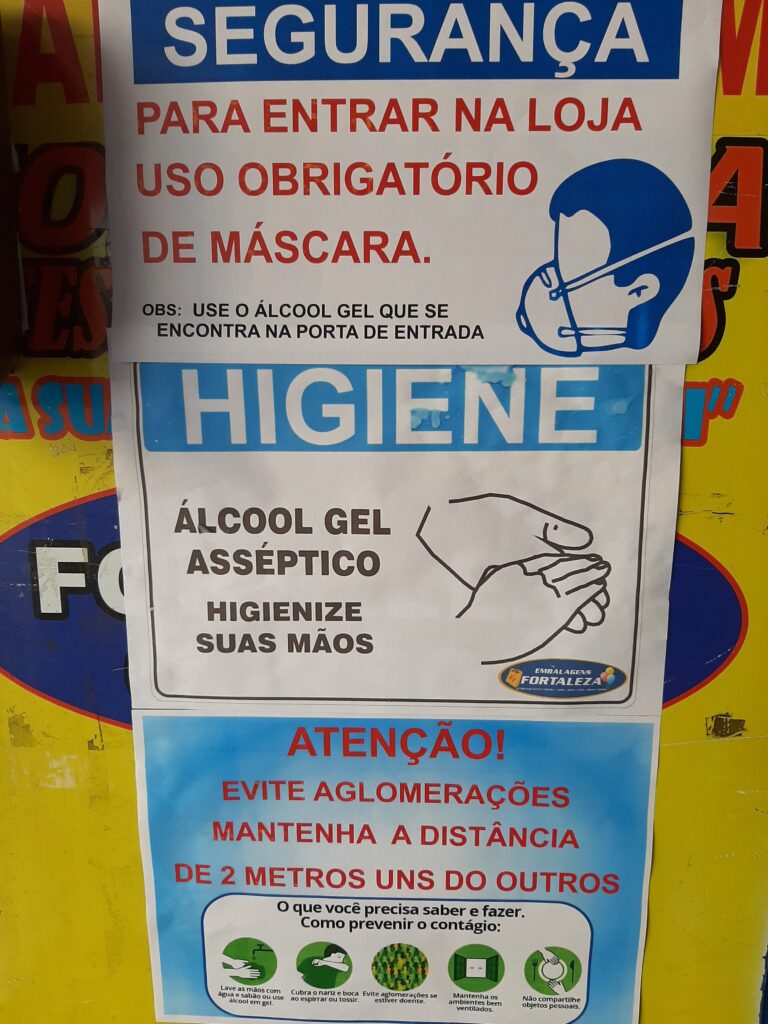 SEGURANÇA
PARA ENTRAR NA LOJA
USO OBRIGATÓRIO
DE MÁSCARA.
OBS: USE O ÁLCOOL GEL QUE SE
ENCONTRA NA PORTA DE ENTRADA
HIGIENE
ÁLCOOL GEL
ASSÉPTICO
HIGIENIZE
SUAS MÃOS
EMBALAGENS
FORTALEZA
ATENÇÃO!
EVITE AGLOMERAÇÕES
MANTENHA A DISTÂNCIA
DE 2 METROS UNS DO OUTROS
O que você precisa saber e fazer.
Como prevenir o contágio:
Lave as mãos com
água e sabão ou use
álcool em gel.
Cubra o nariz e boca
ao espirrar ou tossir.
Evite aglomerações se
estiver doente.
Mantenha os
ambientes bem
ventilados.
Não compartilhe
objetos pessoais.